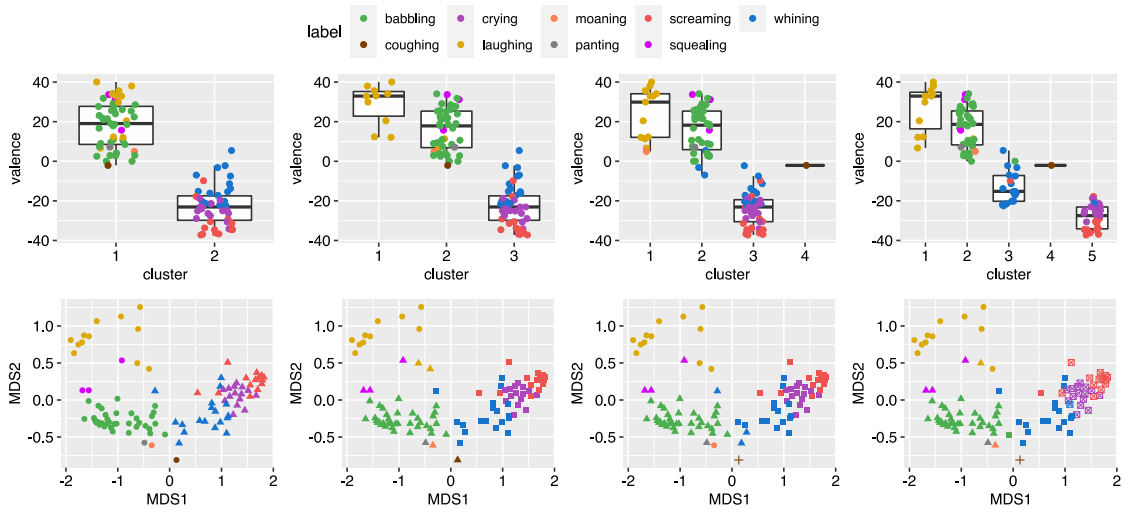 label
babbling crying moaning screaming whining
coughing laughing panting squealing
valence 40 20 0 -20 -40
1 2
cluster
valence 40 20 0 -20 -40
1 2 3
cluster
valence 40 20 0 -20 -40
1 2 3 4
cluster
valence 40 20 0 -20 -40
1 2 3 4 5
cluster
MDS2 1.0 0.5 0.0 -0.5
-2 -1 0 1 2
MDS1
MDS2 1.0 0.5 0.0 -0.5
-2 -1 0 1 2
MDS1
MDS2 1.0 0.5 0.0 -0.5
-2 -1 0 1 2
MDS1
MDS2 1.0 0.5 0.0 -0.5
-2 -1 0 1 2
MDS1